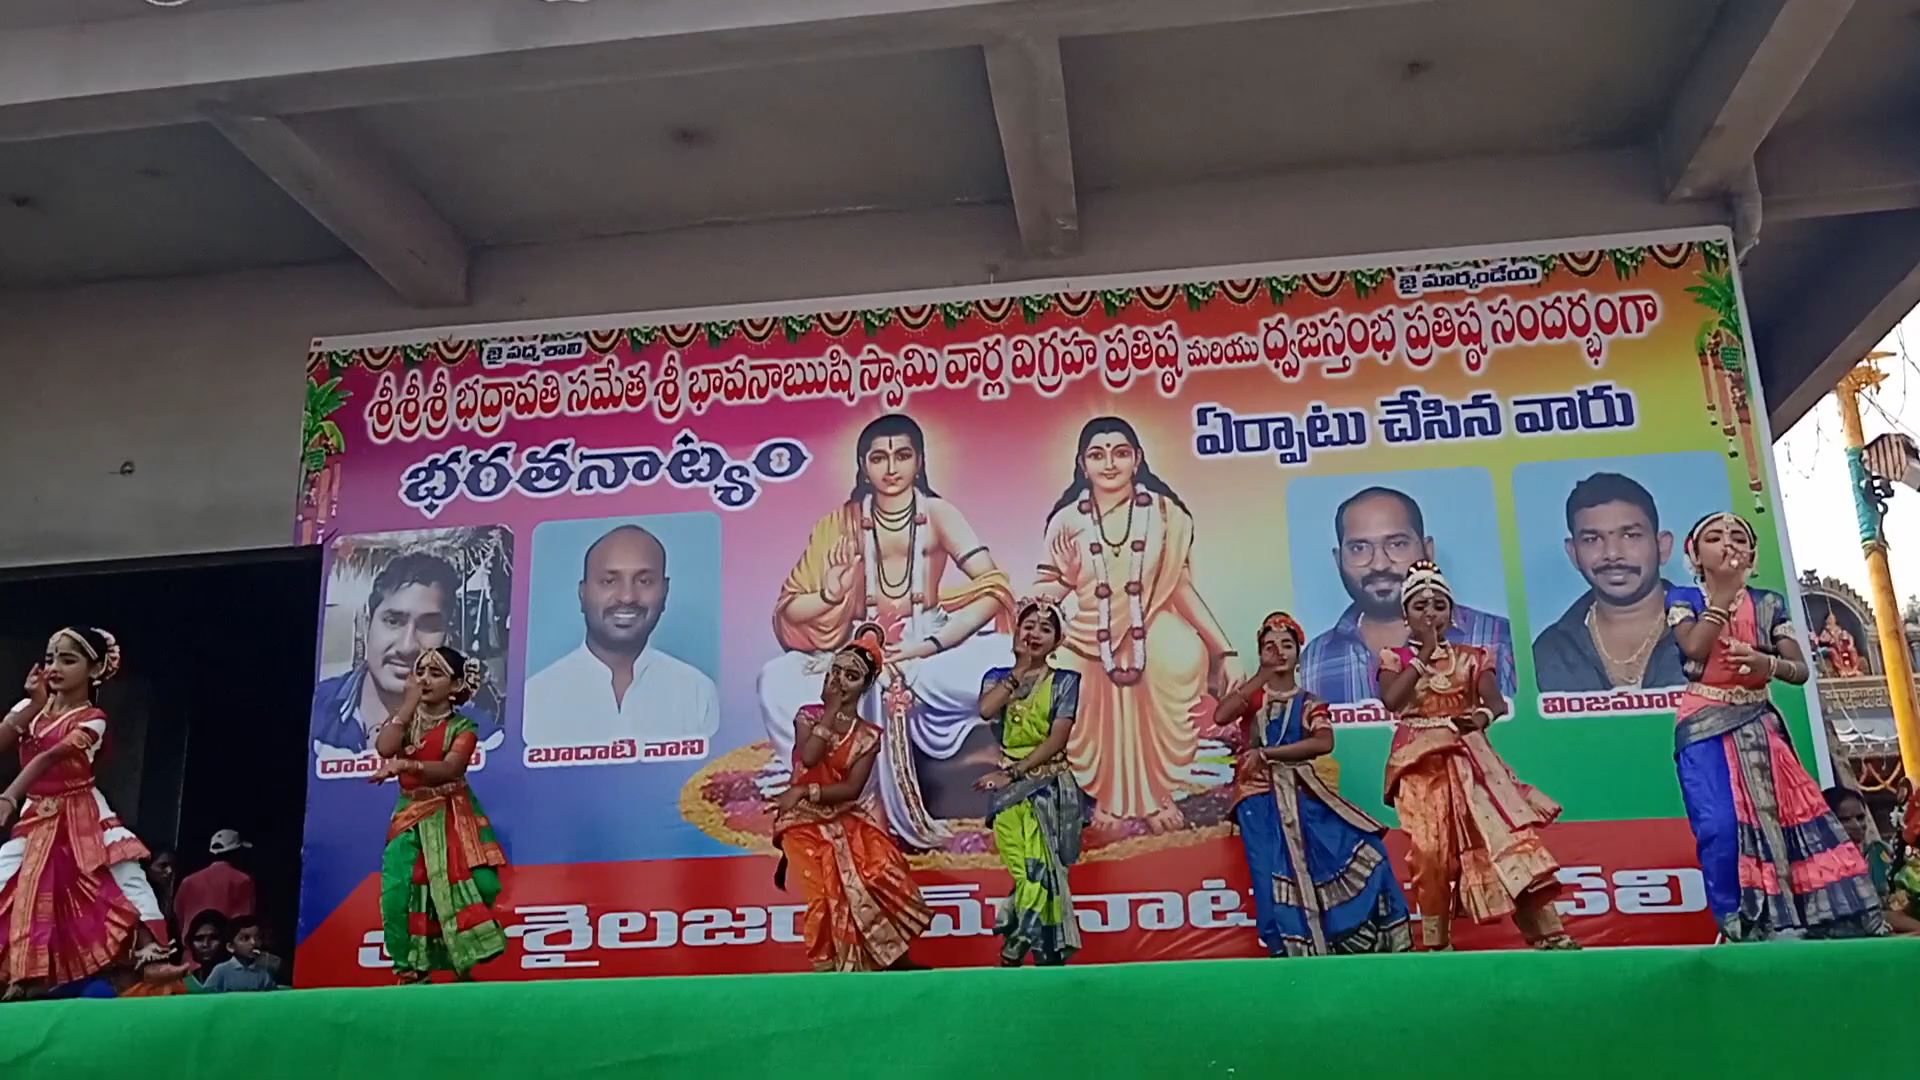 జై పద్మశాలి
జై మార్కండేయ
శ్రీశ్రీశ్రీ భద్రావతి సమేత శ్రీ భావనాఋషి స్వామి వార్ల విగ్రహ ప్రతిష్ఠ మరియు ధ్వజస్తంభ ప్రతిష్ఠ సందర్భంగా
భరతనాట్యం
ఏర్పాటు చేసిన వారు
బూదాటి నాని